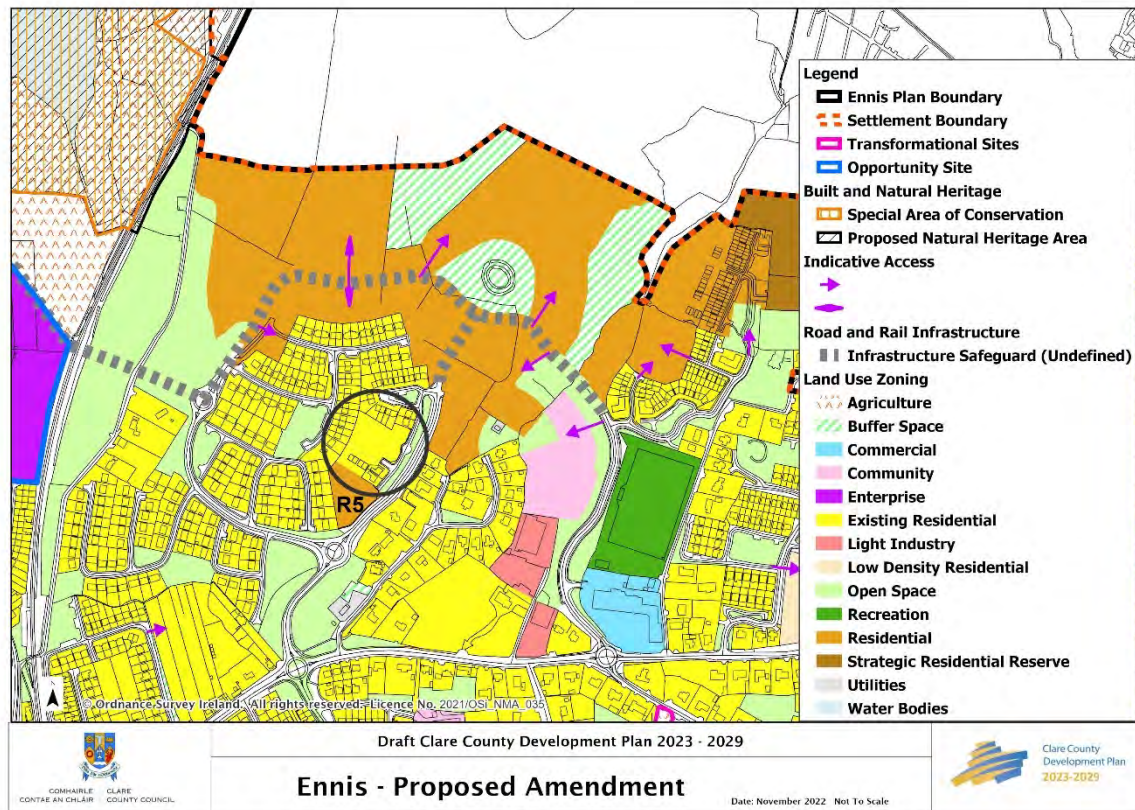 Legend
Ennis Plan Boundary
Settlement Boundary
Transformational Sites
Opportunity Site
Built and Natural Heritage
Special Area of Conservation
Proposed Natural Heritage Area
Indicative Access
Road and Rail Infrastructure
Infrastructure Safeguard (Undefined)
Land Use Zoning
Agriculture
Buffer Space
Commercial
Community
Enterprise
Existing Residential
Light Industry
Low Density Residential
Open Space
Recreation
Residential
Strategic Residential Reserve
Utilities
Water Bodies
R5
© Ordnance Survey Ireland. All rights reserved. Licence No. 2021/OSi_NMA_035
COMHAIRLE CONTAE AN CHLÁIR
CLARE COUNTY COUNCIL
Draft Clare County Development Plan 2023 - 2029
Ennis - Proposed Amendment
Date: November 2022 Not To Scale
Clare County
Development Plan
2023-2029